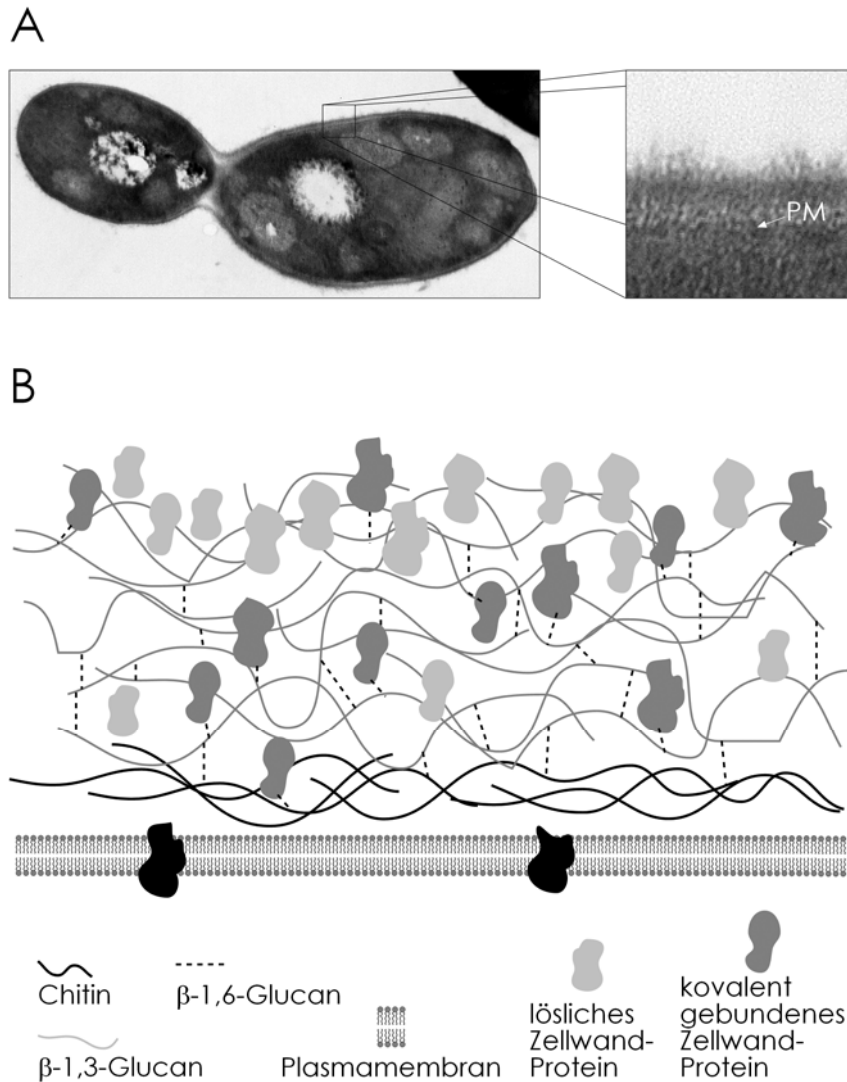 A
PM
B
Chitin
β-1,6-Glucan
β-1,3-Glucan
Plasmamembran
lösliches
Zellwand-
Protein
kovalent
gebundenes
Zellwand-
Protein